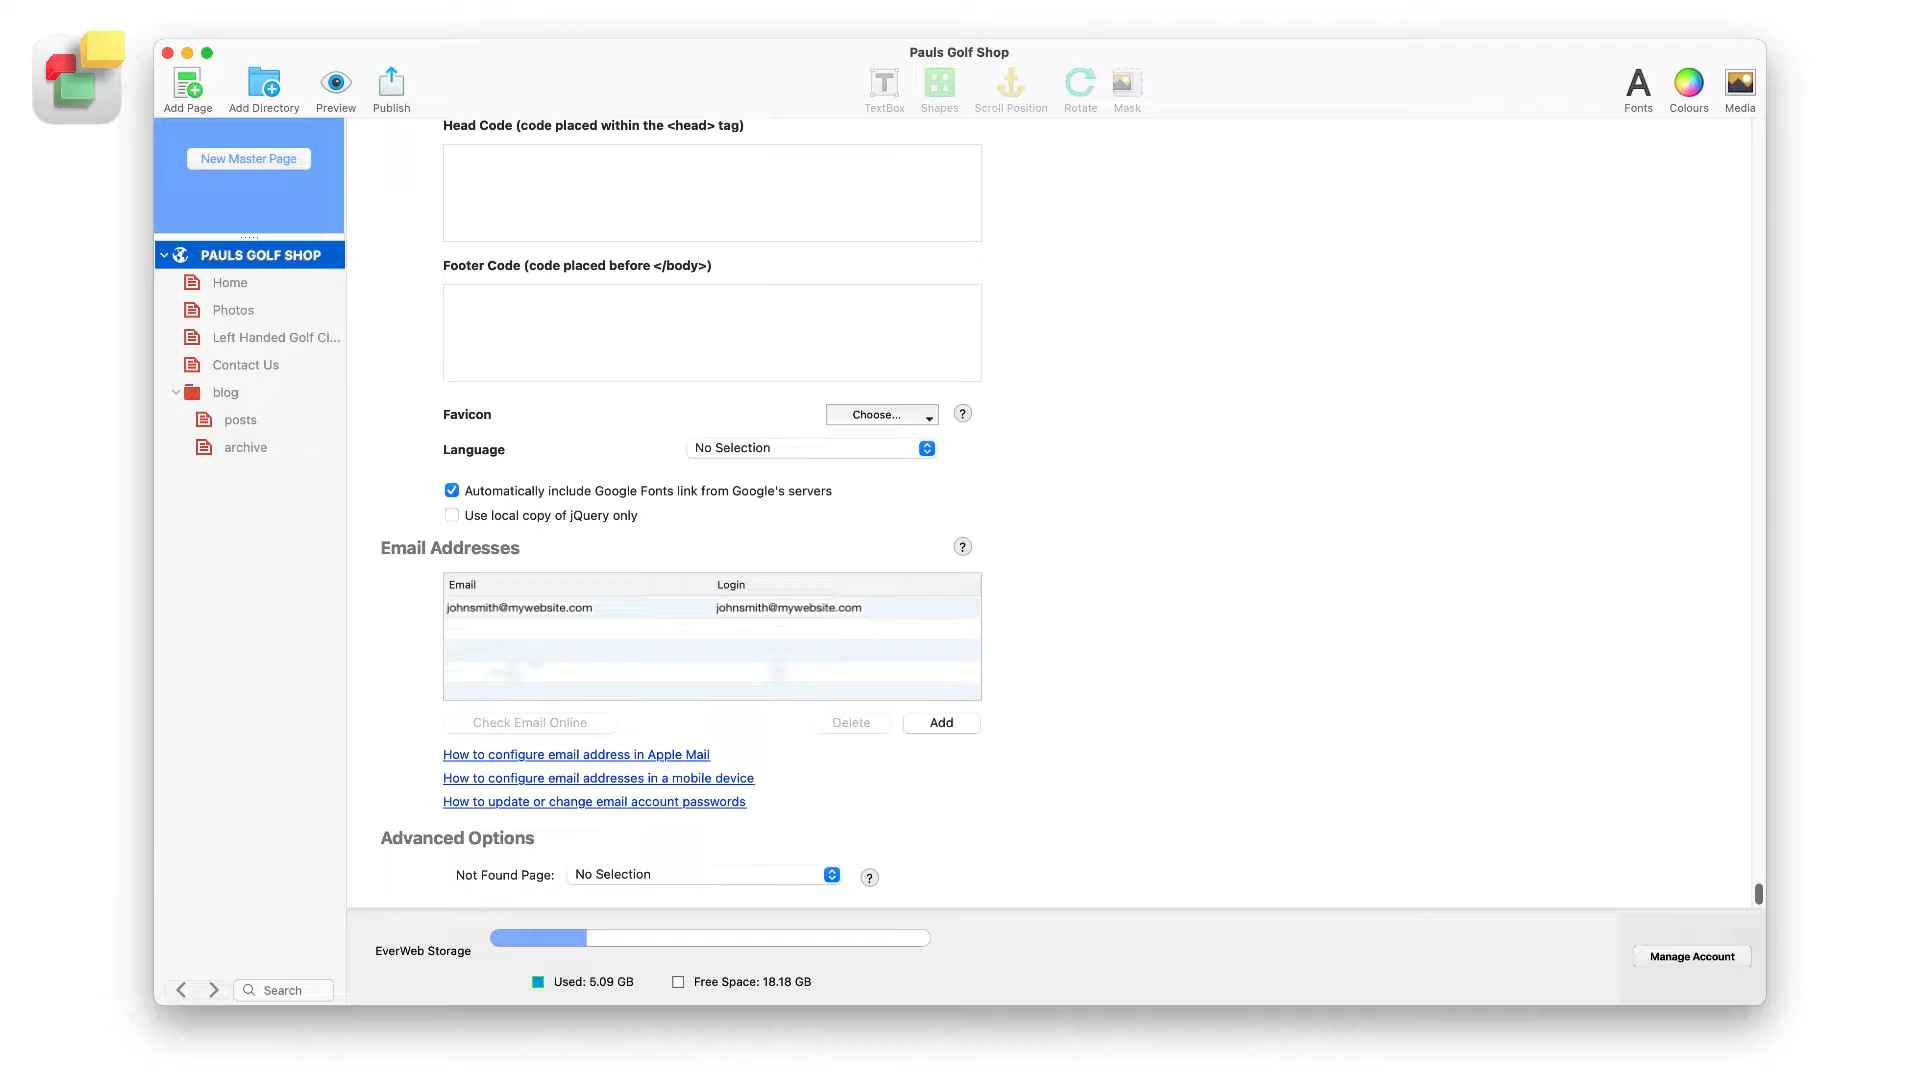 Pauls Golf Shop
Add Page
Add Directory
Preview
Publish
TextBox
Shapes
Scroll Position
Rotate
Mask
Fonts
Colours
Media
New Master Page
PAULS GOLF SHOP
Home
Photos
Left Handed Golf Cl...
Contact Us
blog
posts
archive
Search
Head Code (code placed within the <head> tag)
Footer Code (code placed before </body>)
Favicon
Choose...
?
Language
No Selection
Automatically include Google Fonts link from Google's servers
Use local copy of jQuery only
Email Addresses
?
Email
Login
johnsmith@mywebsite.com
johnsmith@mywebsite.com
Check Email Online
Delete
Add
How to configure email address in Apple Mail
How to configure email addresses in a mobile device
How to update or change email account passwords
Advanced Options
Not Found Page:
No Selection
?
EverWeb Storage
Used: 5.09 GB
Free Space: 18.18 GB
Manage Account